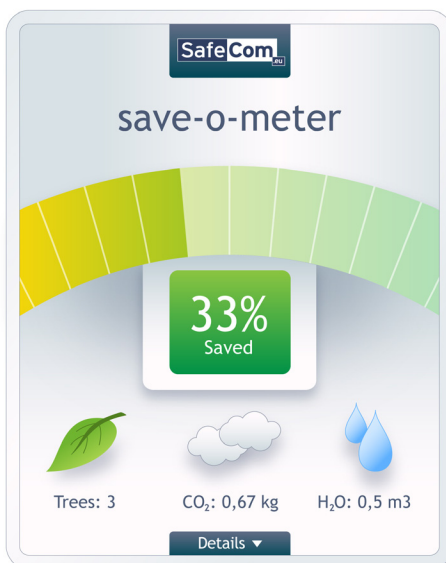 SafeCom
.eu
save-o-meter
33%
Saved
Trees: 3
CO₂: 0,67 kg
H₂O: 0,5 m3
Details ▼